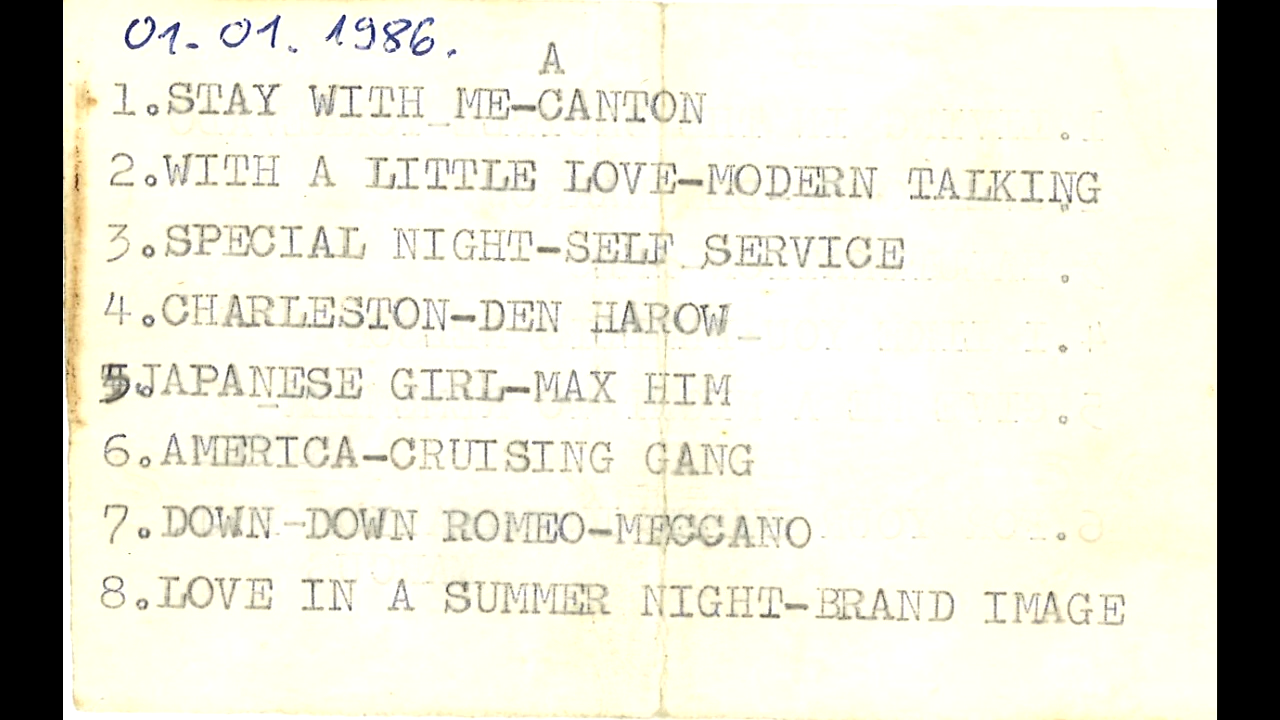 01. 01. 1986.
A
1.STAY WITH ME-CANTON
2.WITH A LITTLE LOVE-MODERN TALKING
3.SPECIAL NIGHT-SELF SERVICE
4.CHARLESTON-DEN HAROW
5.JAPANESE GIRL-MAX HIM
6.AMERICA-CRUISING GANG
7.DOWN-DOWN ROMEO-MECCANO
8.LOVE IN A SUMMER NIGHT-BRAND IMAGE